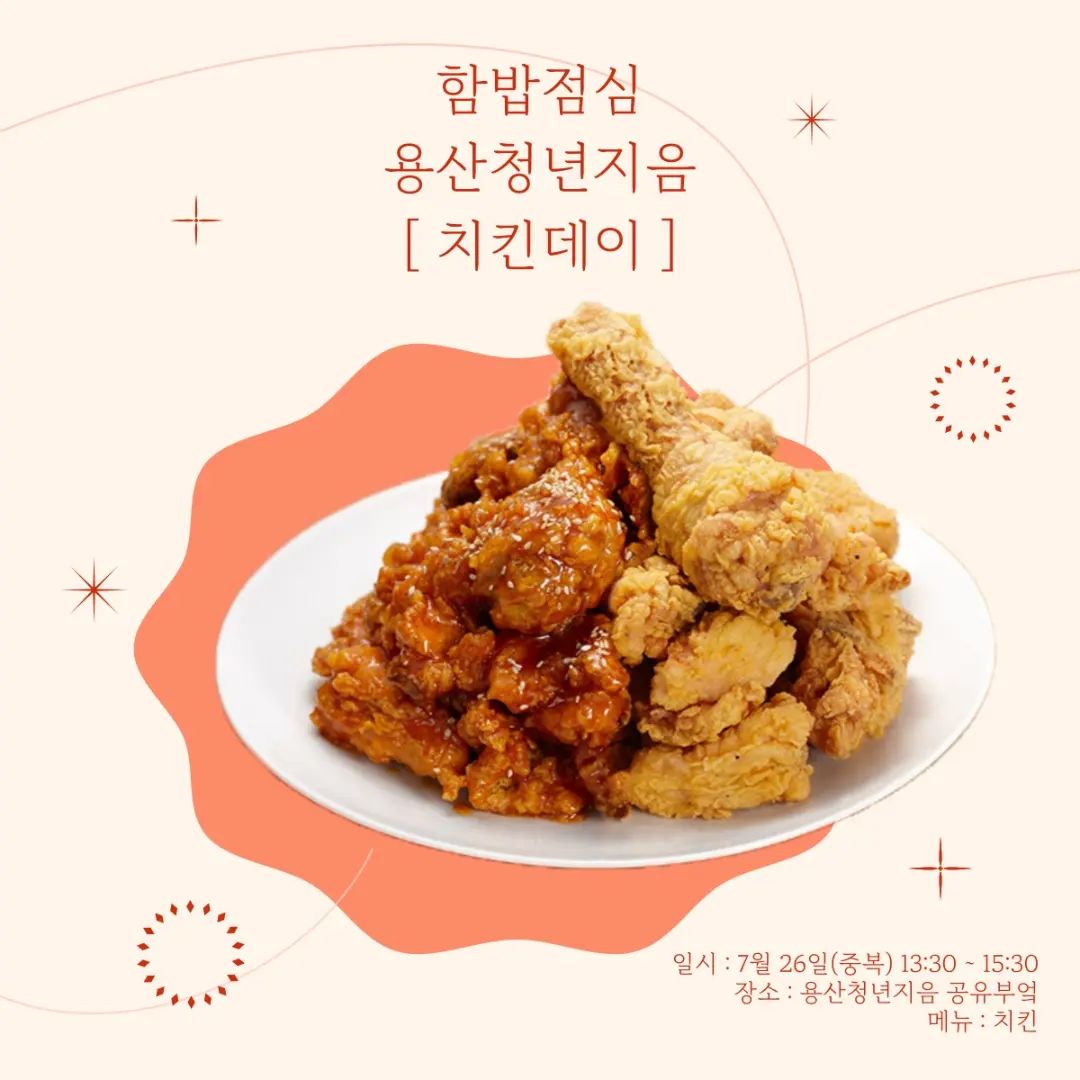 함밥점심
용산청년지음
[ 치킨데이 ]
일시 : 7월 26일(중복) 13:30 ~ 15:30
장소 : 용산청년지음 공유부엌
메뉴 : 치킨